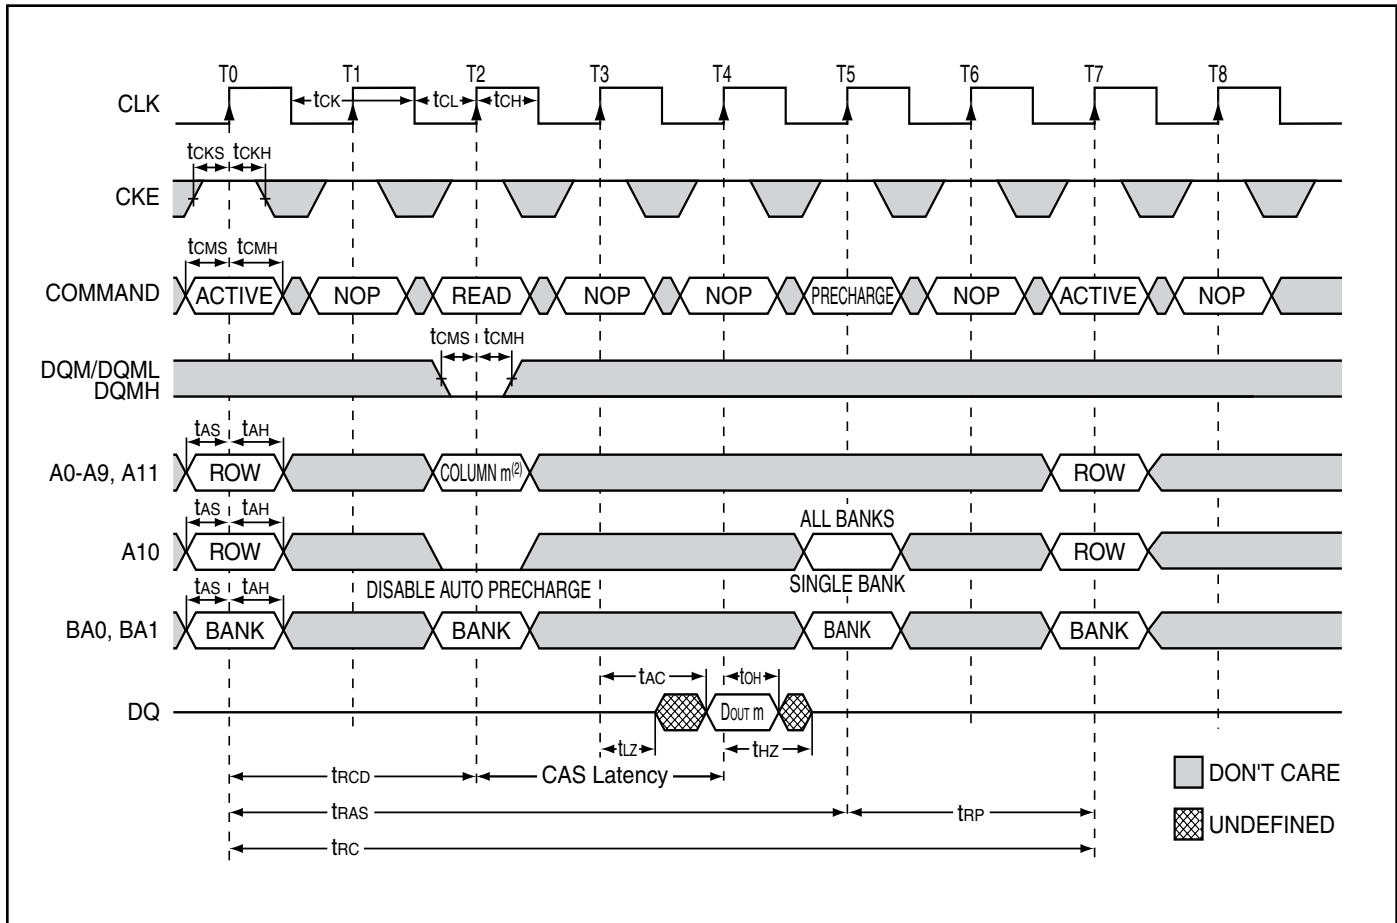 T0 T1 T2 T3 T4 T5 T6 T7 T8
CLK
tCK tCL tCH
tCKS tCKH
CKE
tCMS tCMH
COMMAND ACTIVE NOP READ NOP NOP PRECHARGE NOP ACTIVE NOP
tCMS tCMH
DQM/DQML
DQMH
tAS tAH
A0-A9, A11 ROW COLUMN m(2) ROW
tAS tAH ALL BANKS
A10 ROW ROW
DISABLE AUTO PRECHARGE SINGLE BANK
tAS tAH
BA0, BA1 BANK BANK BANK BANK
tAC tOH
DQ DOUT m
tLZ tHZ
tRCD CAS Latency
DON'T CARE
tRAS tRP
UNDEFINED
tRC